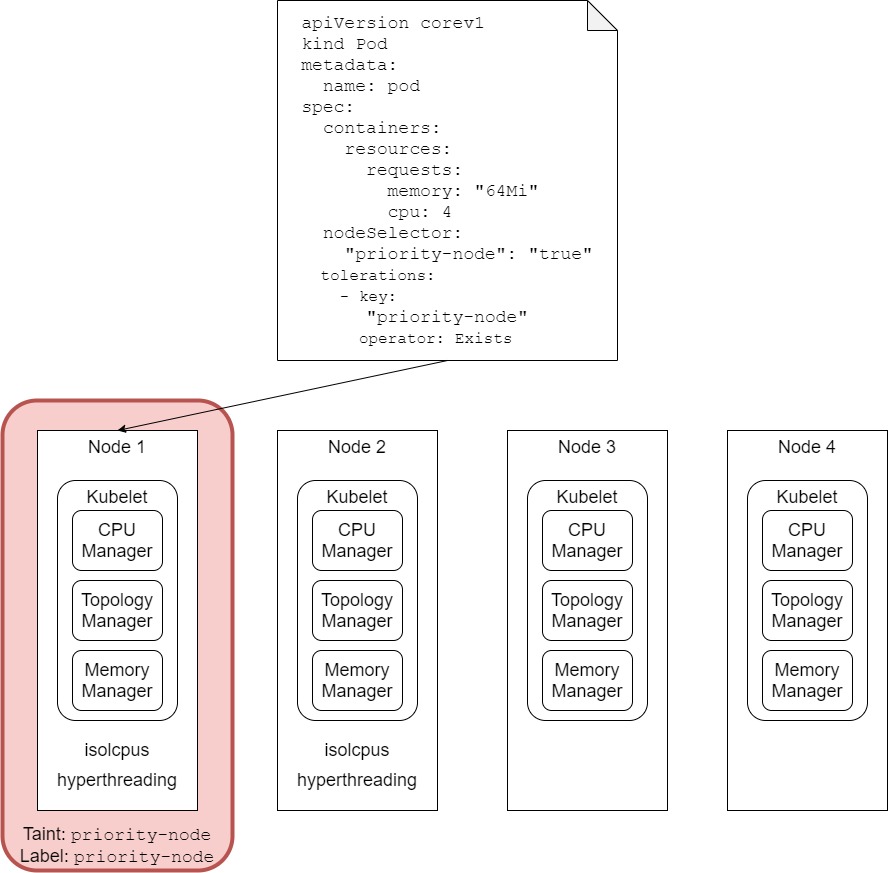 apiVersion corev1
kind Pod
metadata:
name: pod
spec:
containers:
resources:
requests:
memory: "64Mi"
cpu: 4
nodeSelector:
"priority-node": "true"
tolerations:
- key:
"priority-node"
operator: Exists
Node 1
Kubelet
CPU
Manager
Topology
Manager
Memory
Manager
isolcpus
hyperthreading
Taint: priority-node
Label: priority-node
Node 2
Kubelet
CPU
Manager
Topology
Manager
Memory
Manager
isolcpus
hyperthreading
Node 3
Kubelet
CPU
Manager
Topology
Manager
Memory
Manager
Node 4
Kubelet
CPU
Manager
Topology
Manager
Memory
Manager